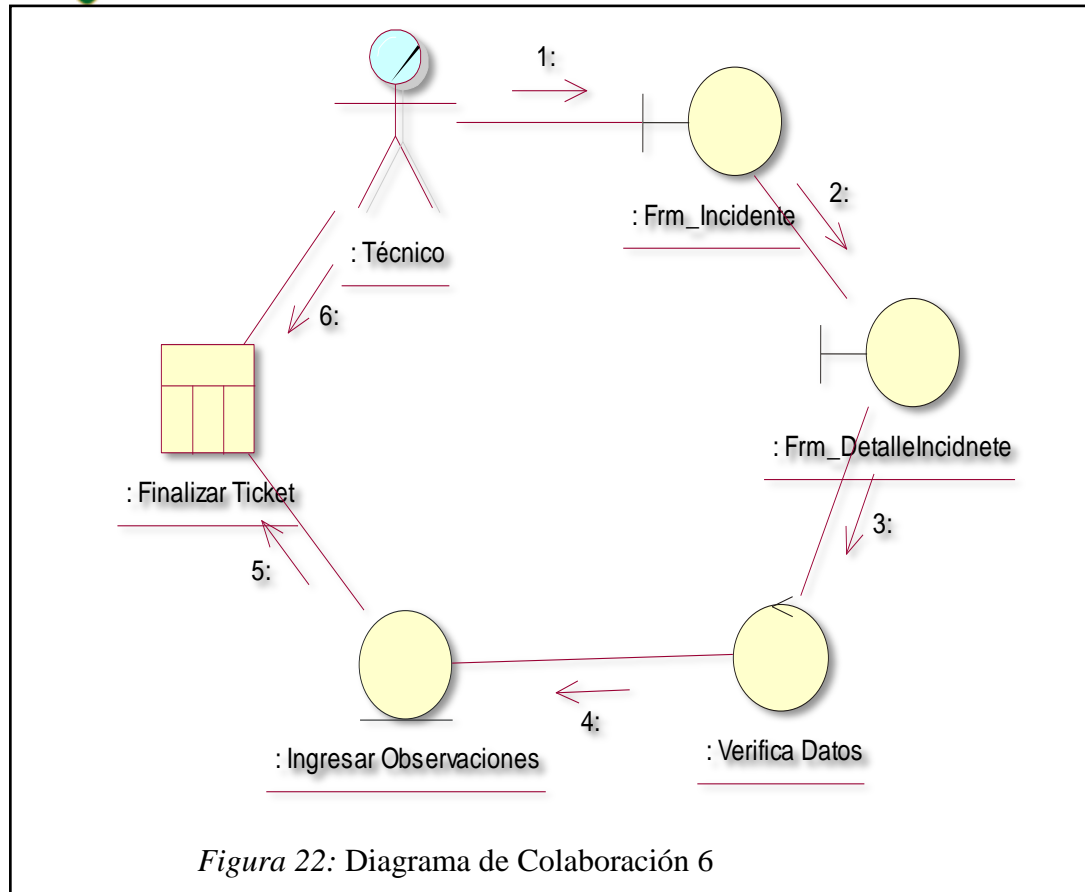 1:
: Técnico
: Frm_Incidente
2:
: Frm_DetalleIncidnete
3:
: Verifica Datos
4:
: Ingresar Observaciones
5:
: Finalizar Ticket
6:
Figura 22: Diagrama de Colaboración 6